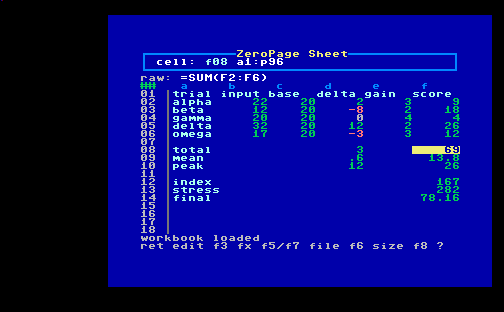 ZeroPage Sheet
cell: f08 a1:p96
raw: =SUM(F2:F6)
## a b c d e f
01 trial input base delta gain score
02 alpha 22 20 2 3 9
03 beta 12 20 -8 2 18
04 gamma 20 20 0 4 4
05 delta 32 20 12 2 26
06 omega 17 20 -3 3 12
07
08 total 3 69
09 mean .6 13.8
10 peak 12 26
11
12 index 167
13 stress 282
14 final 78.16
15
16
17
18
workbook loaded
ret edit f3 fx f5/f7 file f6 size f8 ?